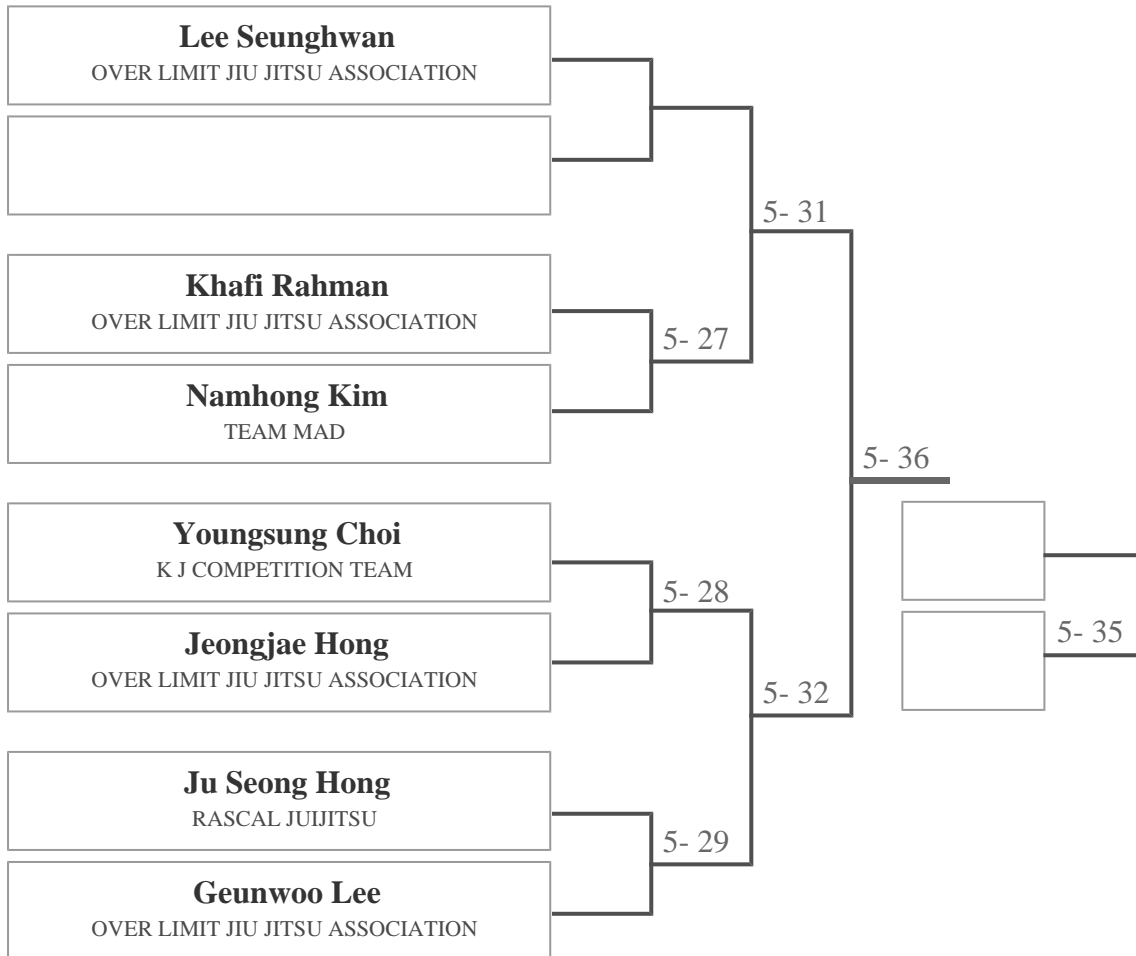 Lee Seunghwan
OVER LIMIT JIU JITSU ASSOCIATION
5- 31
Khafi Rahman
OVER LIMIT JIU JITSU ASSOCIATION
5- 27
Namhong Kim
TEAM MAD
5- 36
Youngsung Choi
K J COMPETITION TEAM
5- 28
Jeongjae Hong
OVER LIMIT JIU JITSU ASSOCIATION
5- 35
5- 32
Ju Seong Hong
RASCAL JUIJITSU
5- 29
Geunwoo Lee
OVER LIMIT JIU JITSU ASSOCIATION